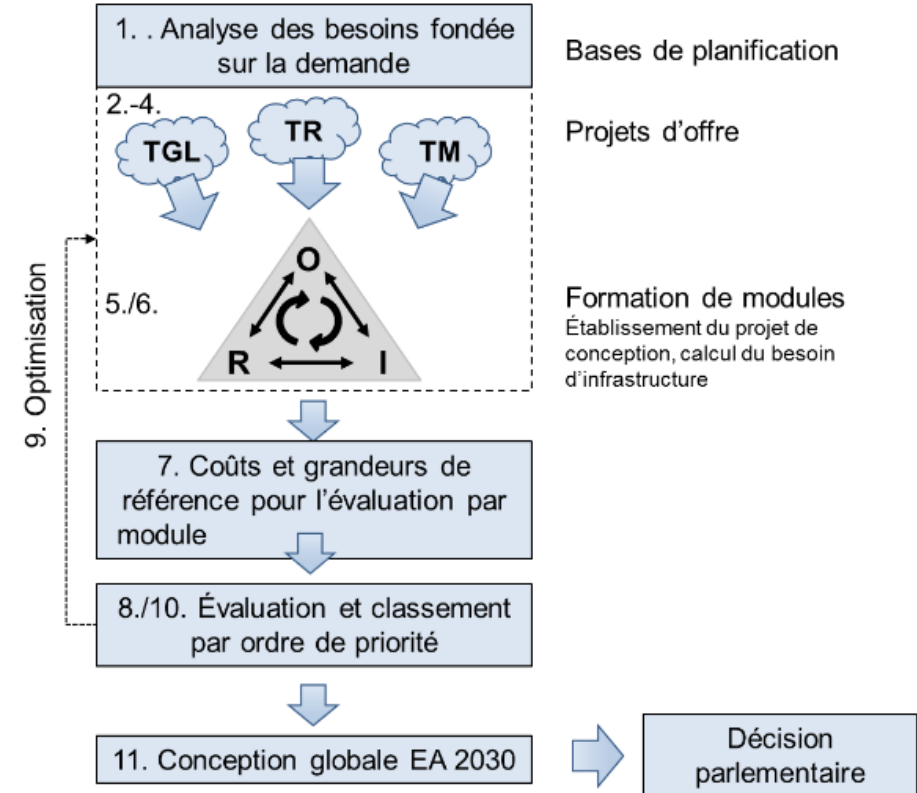 1. . Analyse des besoins fondée
sur la demande
Bases de planification
2.-4.
TGL
TR
TM
Projets d'offre
9. Optimisation
5./6.
O
R
I
Formation de modules
Établissement du projet de
conception, calcul du besoin
d'infrastructure
7. Coûts et grandeurs de
référence pour l'évaluation par
module
8./10. Évaluation et classement
par ordre de priorité
11. Conception globale EA 2030
Décision
parlementaire